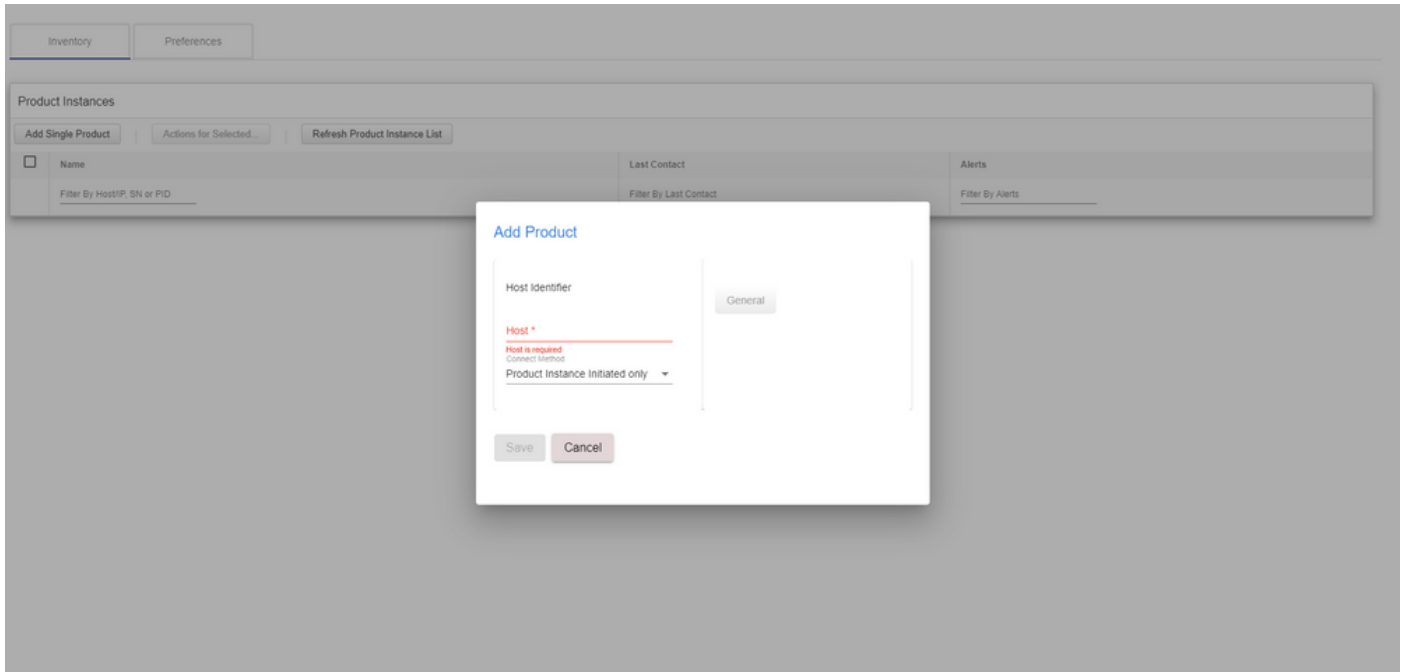 Inventory Preferences
Product Instances
Add Single Product Actions for Selected... Refresh Product Instance List
Name Last Contact Alerts
Filter By Host/IP, SN or PID Filter By Last Contact Filter By Alerts
Add Product
Host Identifier
General
Host *
Host is required
Connect Method
Product Instance Initiated only
Save Cancel